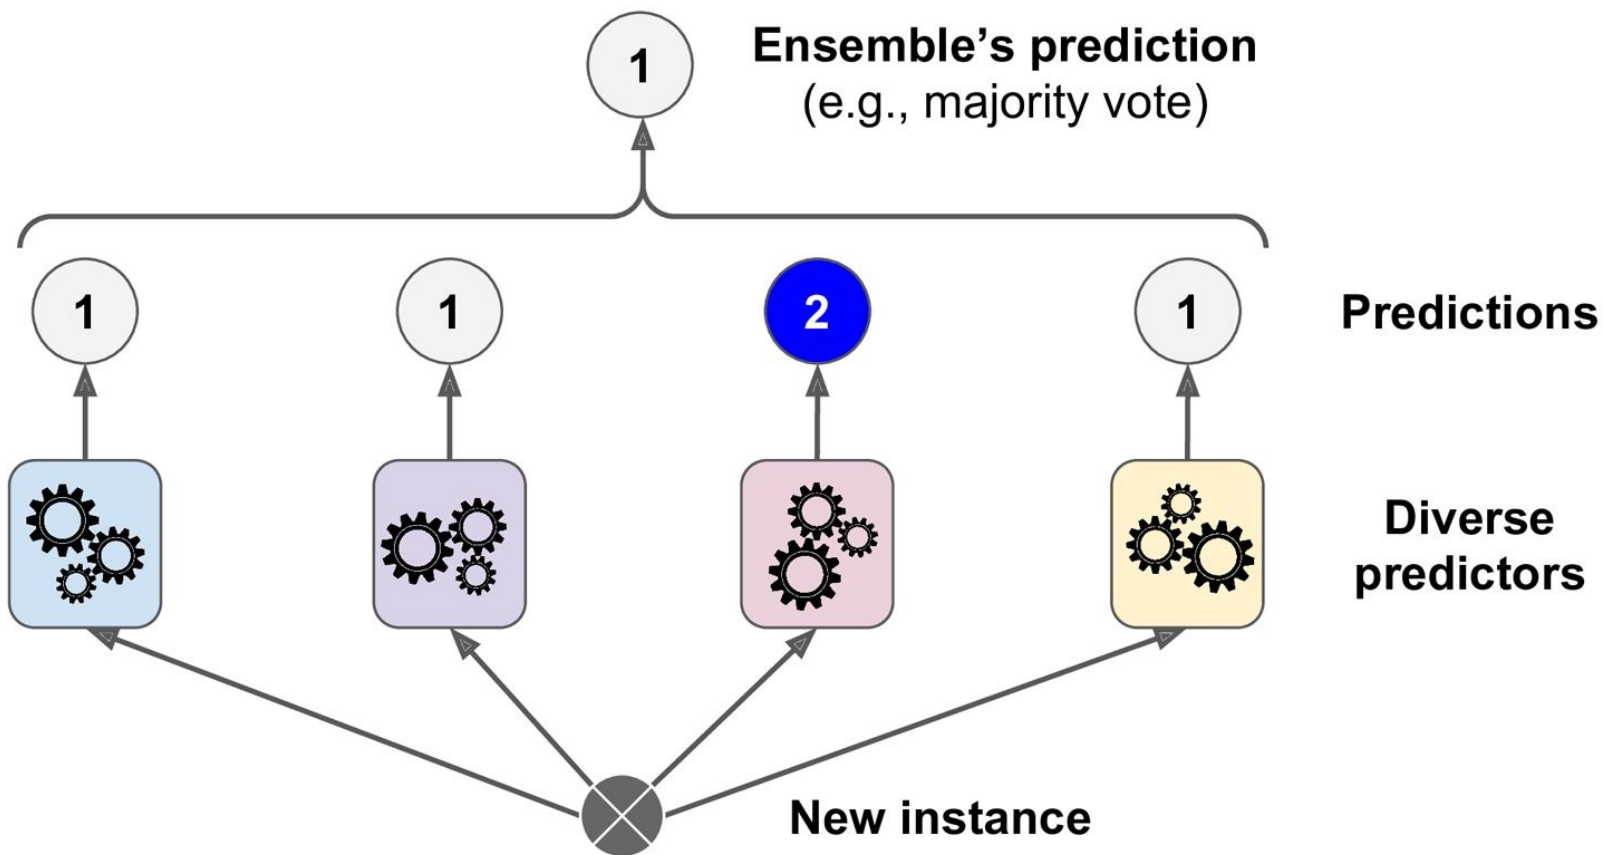 1
Ensemble’s prediction
(e.g., majority vote)
1 1 2 1
Predictions
Diverse
predictors
New instance